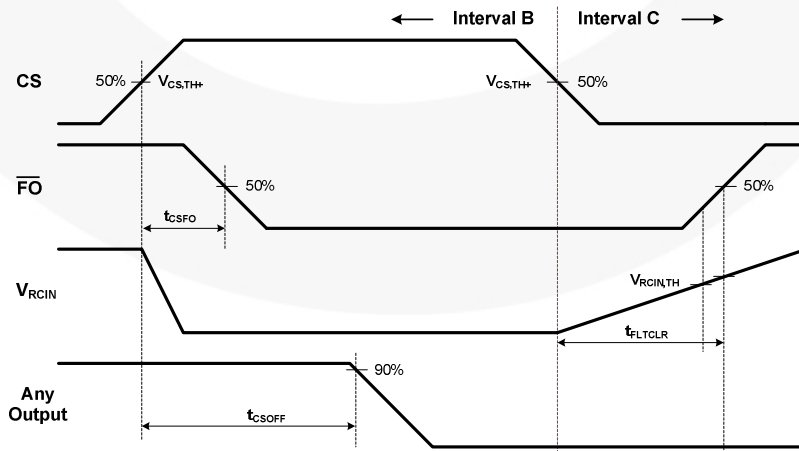 Interval B Interval C
CS 50% VCS,TH+ VCS,TH+ 50%
FO 50% 50%
tCSFO
VRCIN VRCIN,TH
tFLTCLR
Any
Output
90%
tCSOFF